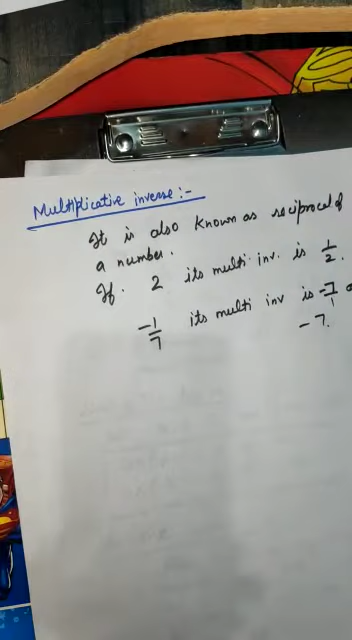 Multiplicative inverse :-
It is also known as reciprocal of
a number.
If. 2 its multi. inv. is 1/2.
-1/7 its multi inv is -7/1
-7.